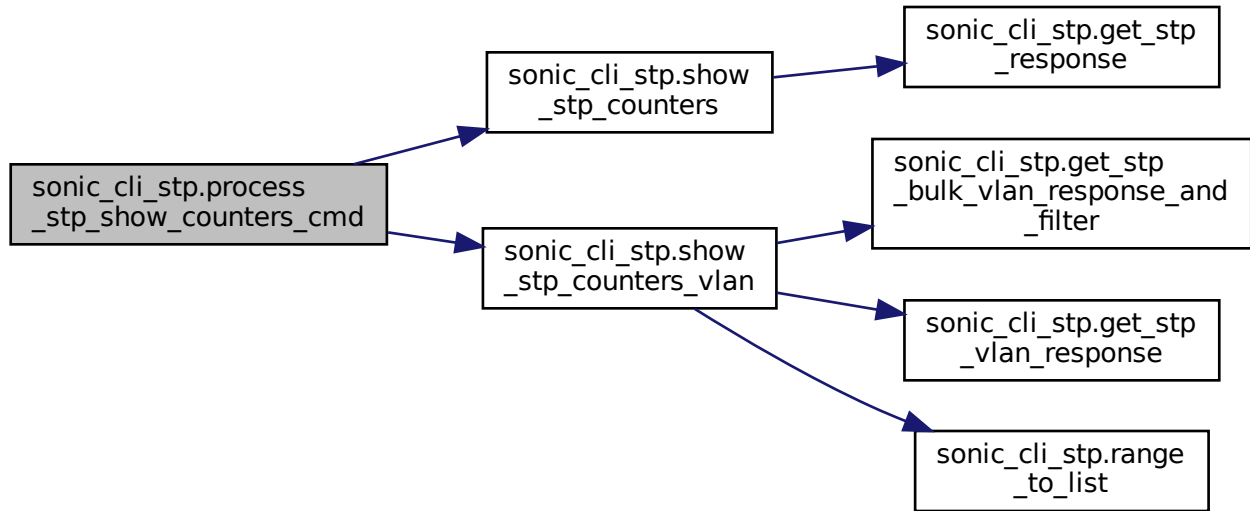 sonic_cli_stp.process
_stp_show_counters_cmd
sonic_cli_stp.show
_stp_counters
sonic_cli_stp.get_stp
_response
sonic_cli_stp.show
_stp_counters_vlan
sonic_cli_stp.get_stp
_bulk_vlan_response_and
_filter
sonic_cli_stp.get_stp
_vlan_response
sonic_cli_stp.range
_to_list